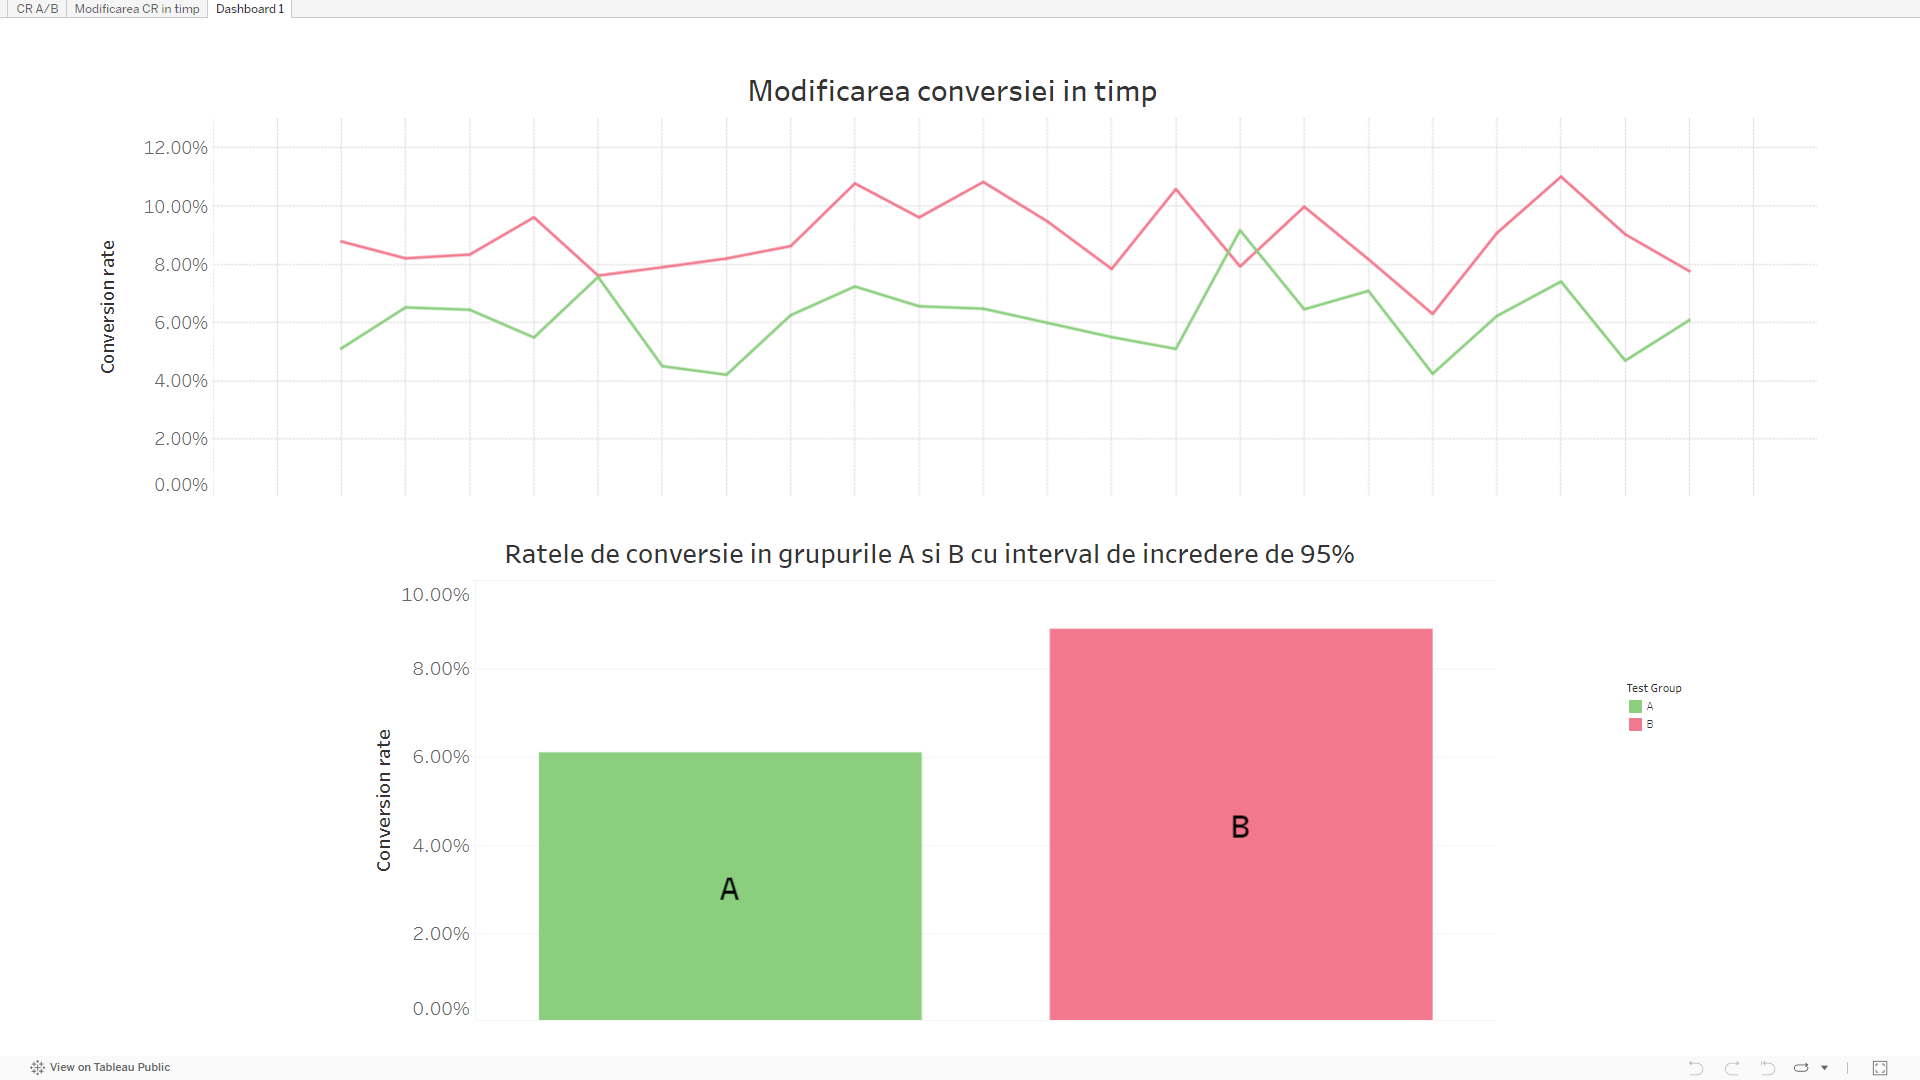 CR A/B
Modificarea CR in timp
Dashboard 1
Modificarea conversiei in timp
Conversion rate
12.00%
10.00%
8.00%
6.00%
4.00%
2.00%
0.00%
Ratele de conversie in grupurile A si B cu interval de incredere de 95%
Conversion rate
10.00%
8.00%
6.00%
4.00%
2.00%
0.00%
A
B
Test Group
A
B
View on Tableau Public